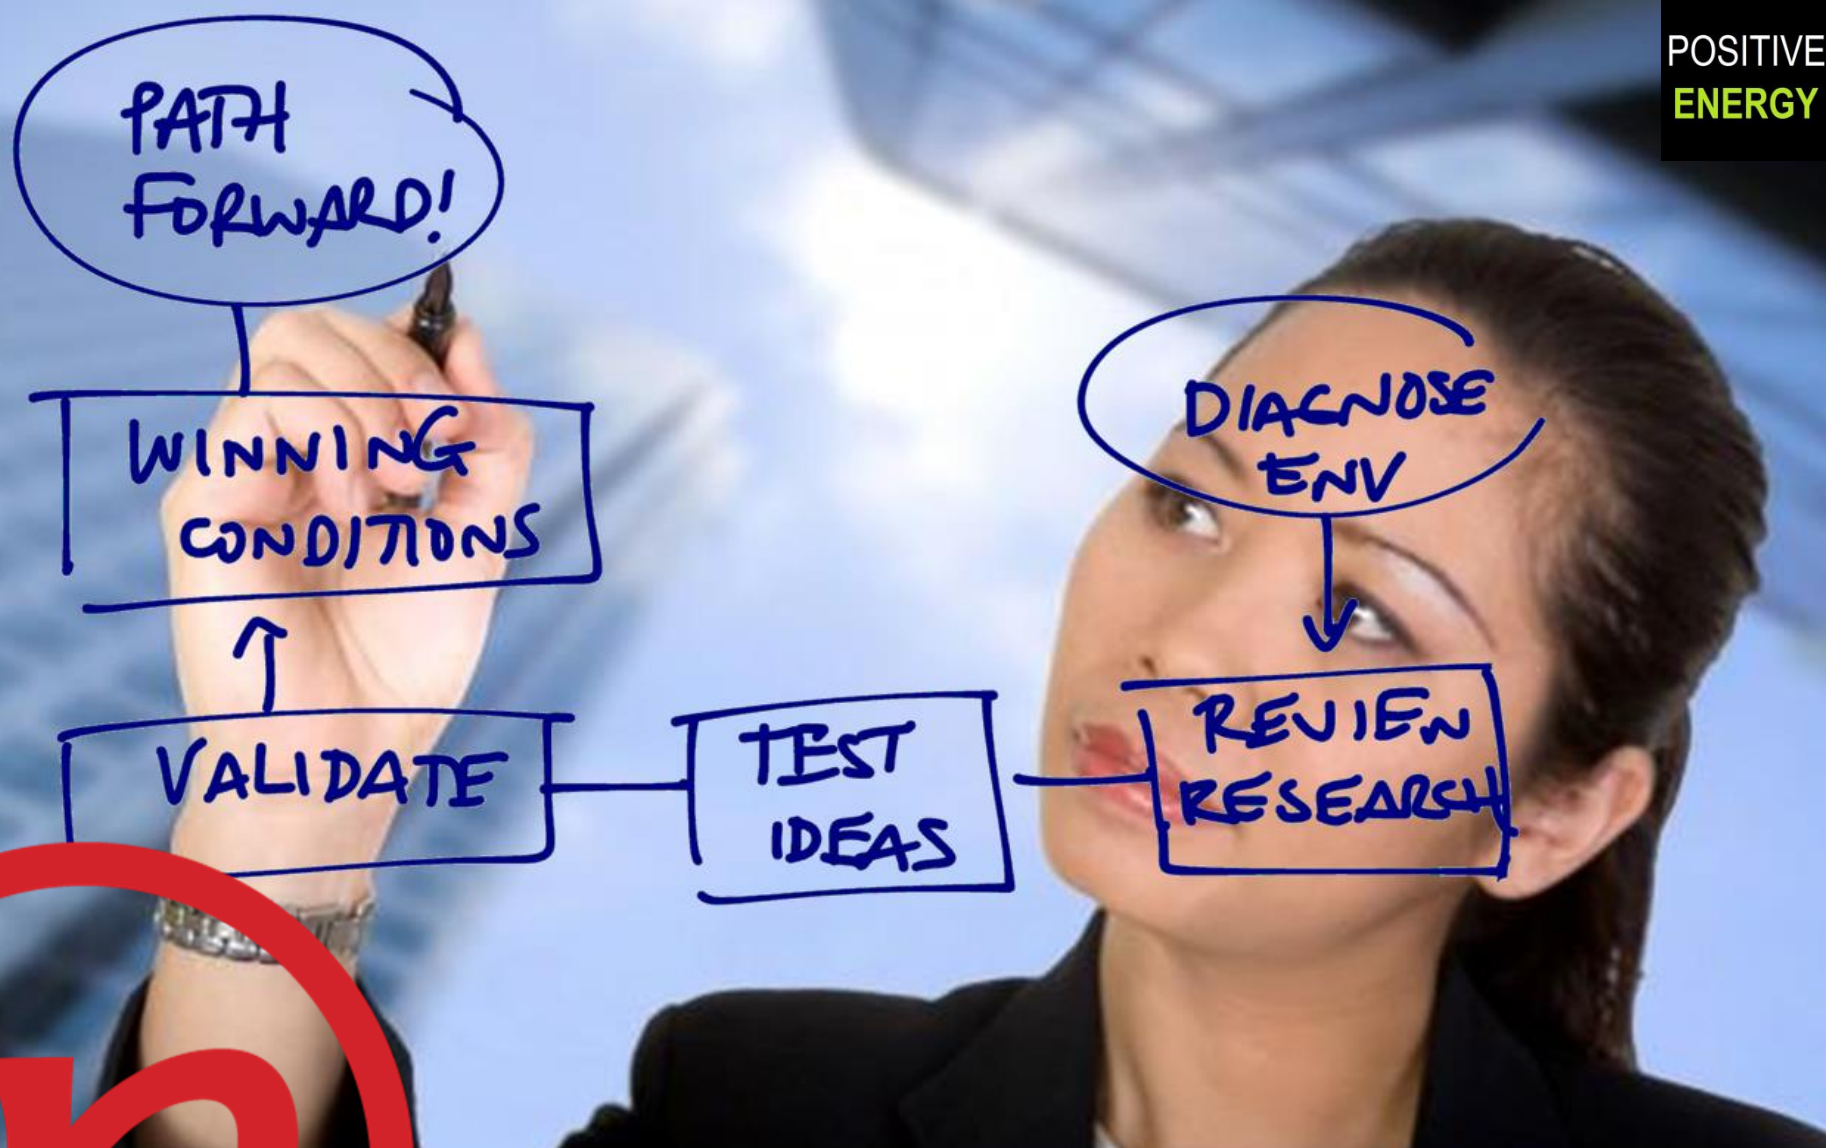 POSITIVE
ENERGY
PATH
FORWARD!
WINNING
CONDITIONS
DIAGNOSE
ENV
VALIDATE
TEST
IDEAS
REVIEW
RESEARCH